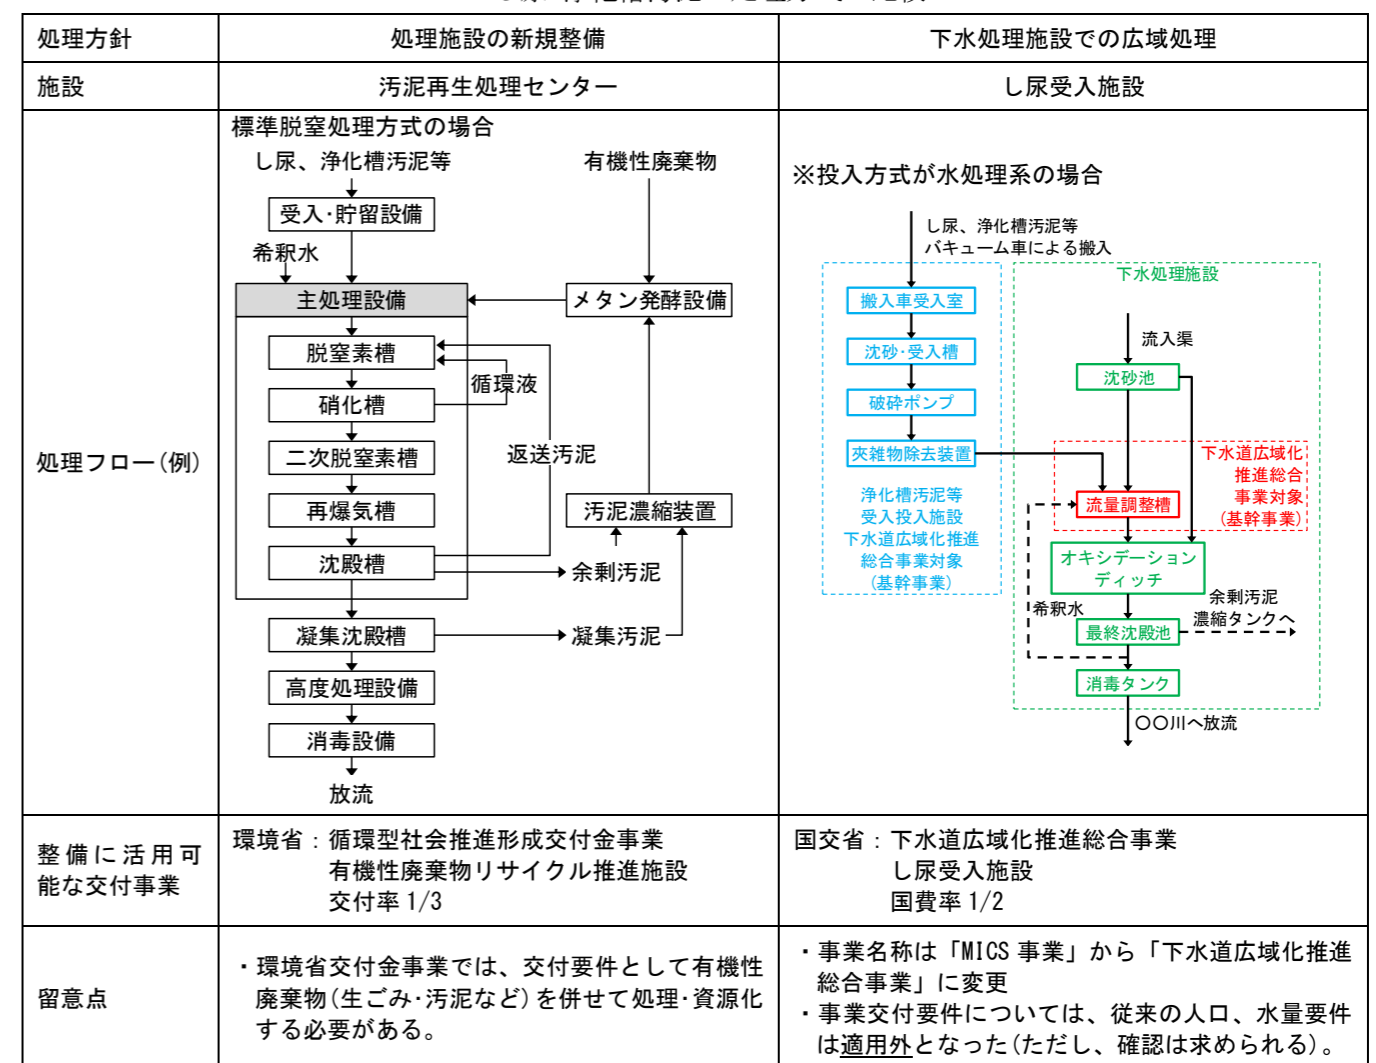 処理方針
処理施設の新規整備
下水処理施設での広域処理
施設
汚泥再生処理センター
し尿受入施設
処理フロー(例)
標準脱窒処理方式の場合
し尿、浄化槽汚泥等
有機性廃棄物
受入・貯留設備
希釈水
主処理設備
メタン発酵設備
脱窒素槽
循環液
硝化槽
二次脱窒素槽
返送汚泥
再爆気槽
汚泥濃縮装置
沈殿槽
余剰汚泥
凝集沈殿槽
凝集汚泥
高度処理設備
消毒設備
放流
※投入方式が水処理系の場合
し尿、浄化槽汚泥等
バキューム車による搬入
搬入車受入室
沈砂・受入槽
破砕ポンプ
夾雑物除去装置
浄化槽汚泥等
受入投入施設
下水道広域化推進
総合事業対象
(基幹事業)
下水処理施設
流入渠
沈砂池
下水道広域化
推進総合
事業対象
(基幹事業)
流量調整槽
オキシデーション
ディッチ
希釈水
余剰汚泥
濃縮タンクへ
最終沈殿池
消毒タンク
〇〇川へ放流
整備に活用可
能な交付事業
環境省：循環型社会推進形成交付金事業
有機性廃棄物リサイクル推進施設
交付率 1/3
国交省：下水道広域化推進総合事業
し尿受入施設
国費率 1/2
留意点
・環境省交付金事業では、交付要件として有機性
廃棄物(生ごみ・汚泥など)を併せて処理・資源化
する必要がある。
・事業名称は「MICS 事業」から「下水道広域化推進
総合事業」に変更
・事業交付要件については、従来の人口、水量要件
は適用外となった(ただし、確認は求められる)。